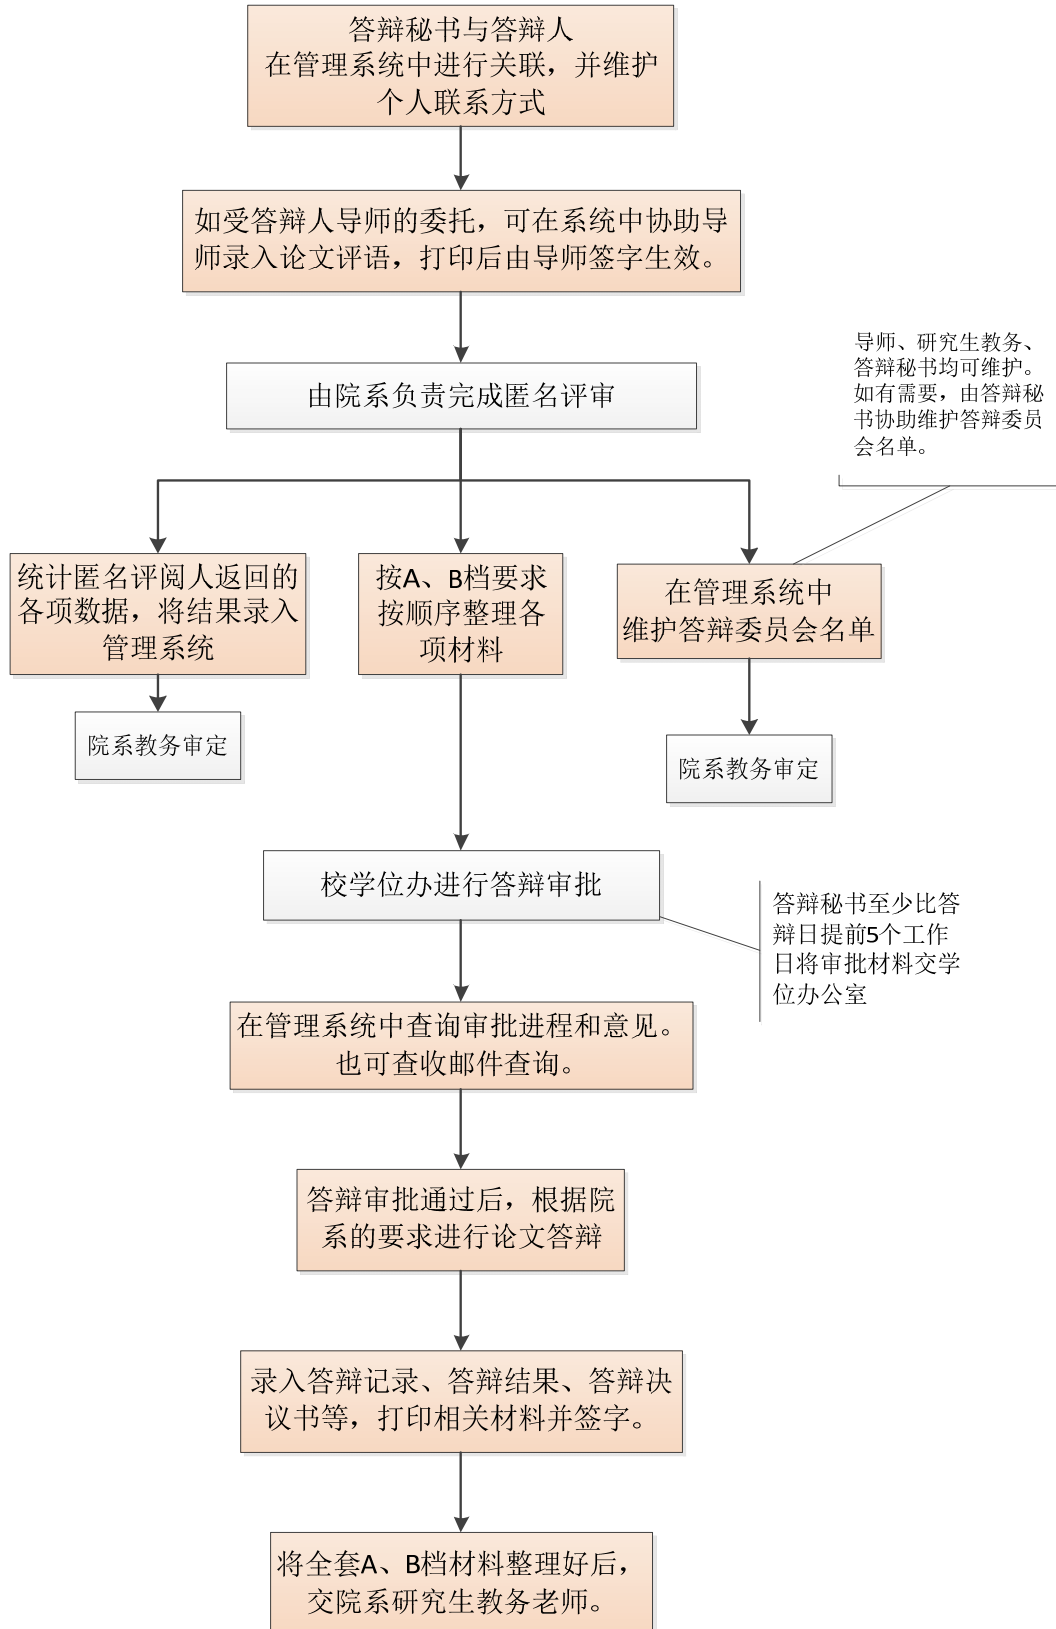 答辩秘书与答辩人
在管理系统中进行关联，并维护
个人联系方式
如受答辩人导师的委托，可在系统中协助导
师录入论文评语，打印后由导师签字生效。
由院系负责完成匿名评审
导师、研究生教务、
答辩秘书均可维护。
如有需要，由答辩秘
书协助维护答辩委员
会名单。
统计匿名评阅人返回的
各项数据，将结果录入
管理系统
按A、B档要求
按顺序整理各
项材料
在管理系统中
维护答辩委员会名单
院系教务审定
院系教务审定
校学位办进行答辩审批
答辩秘书至少比答
辩日提前5个工作
日将审批材料交学
位办公室
在管理系统中查询审批进程和意见。
也可查收邮件查询。
答辩审批通过后，根据院
系的要求进行论文答辩
录入答辩记录、答辩结果、答辩决
议书等，打印相关材料并签字。
将全套A、B档材料整理好后，
交院系研究生教务老师。